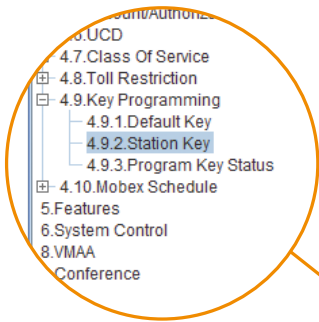 4.7.Class Of Service
4.8.Toll Restriction
4.9.Key Programming
4.9.1.Default Key
4.9.2.Station Key
4.9.3.Program Key Status
4.10.Mobex Schedule
5.Features
6.System Control
8.VMAA
Conference